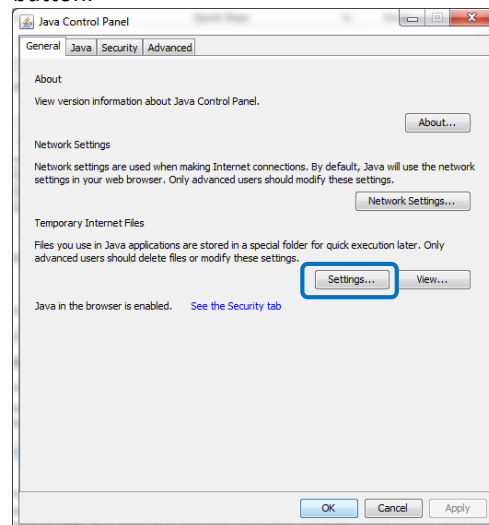 button.
Java Control Panel
General Java Security Advanced
About
View version information about Java Control Panel.
About...
Network Settings
Network settings are used when making Internet connections. By default, Java will use the network
settings in your web browser. Only advanced users should modify these settings.
Network Settings...
Temporary Internet Files
Files you use in Java applications are stored in a special folder for quick execution later. Only
advanced users should delete files or modify these settings.
Settings... View...
Java in the browser is enabled. See the Security tab
OK Cancel Apply